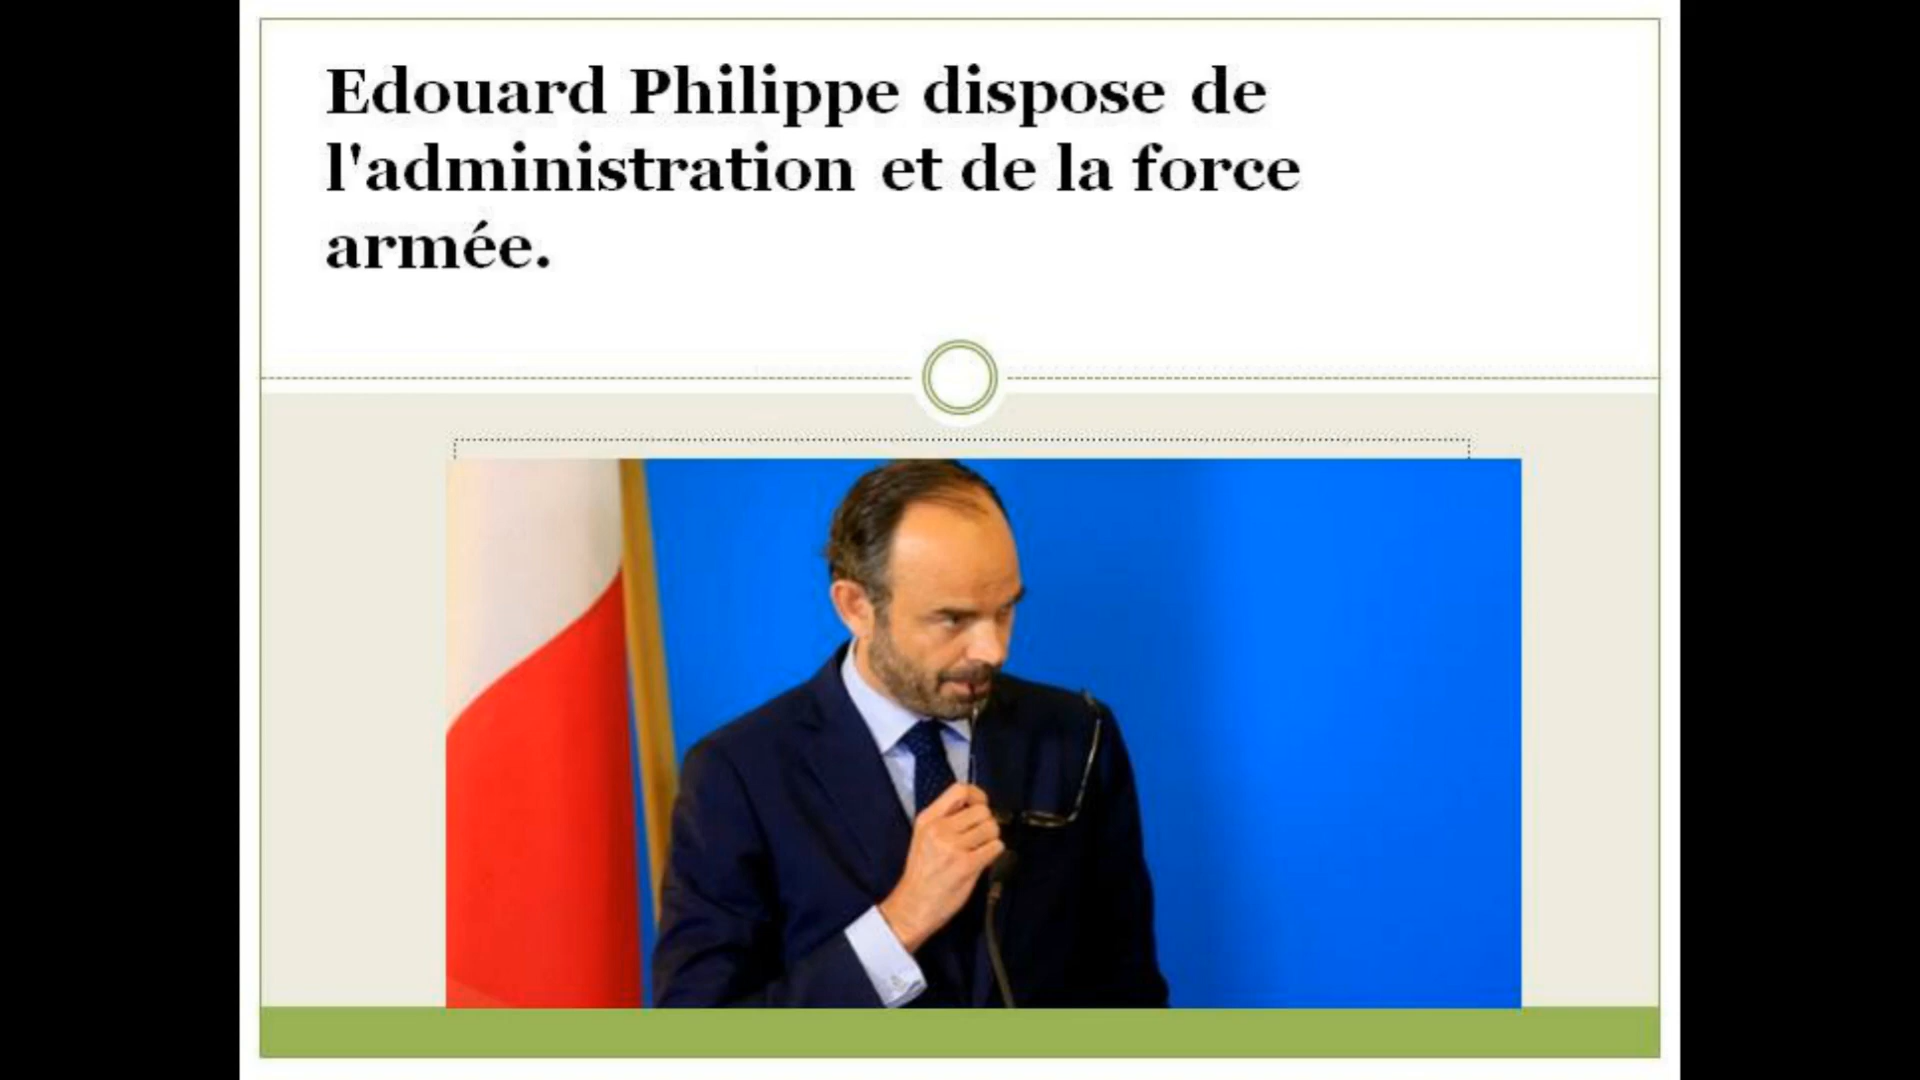 Edouard Philippe dispose de
l'administration et de la force
armée.